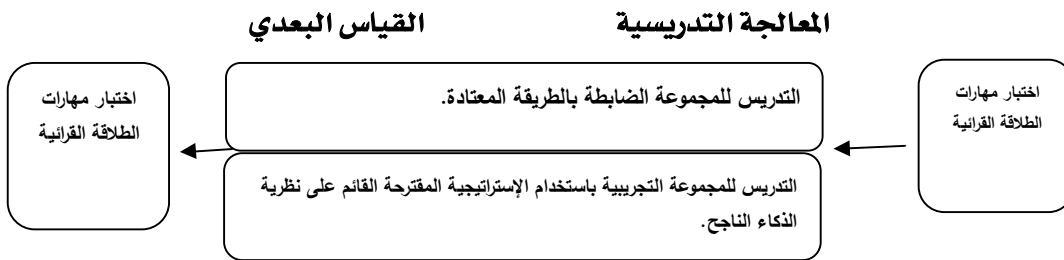 المعالجة التدريسية
القياس البعدي
اختبار مهارات
الطلاقة القرائية
التدريس للمجموعة الضابطة بالطريقة المعتادة.
التدريس للمجموعة التجريبية باستخدام الإستراتيجية المقترحة القائم على نظرية
الذكاء الناجح.
اختبار مهارات
الطلاقة القرائية